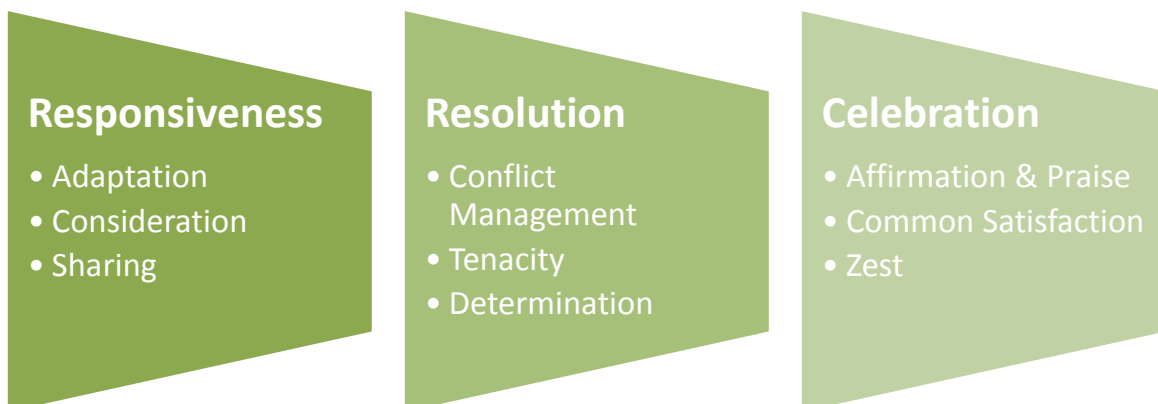 Responsiveness
• Adaptation
• Consideration
• Sharing
Resolution
• Conflict
Management
• Tenacity
• Determination
Celebration
• Affirmation & Praise
• Common Satisfaction
• Zest